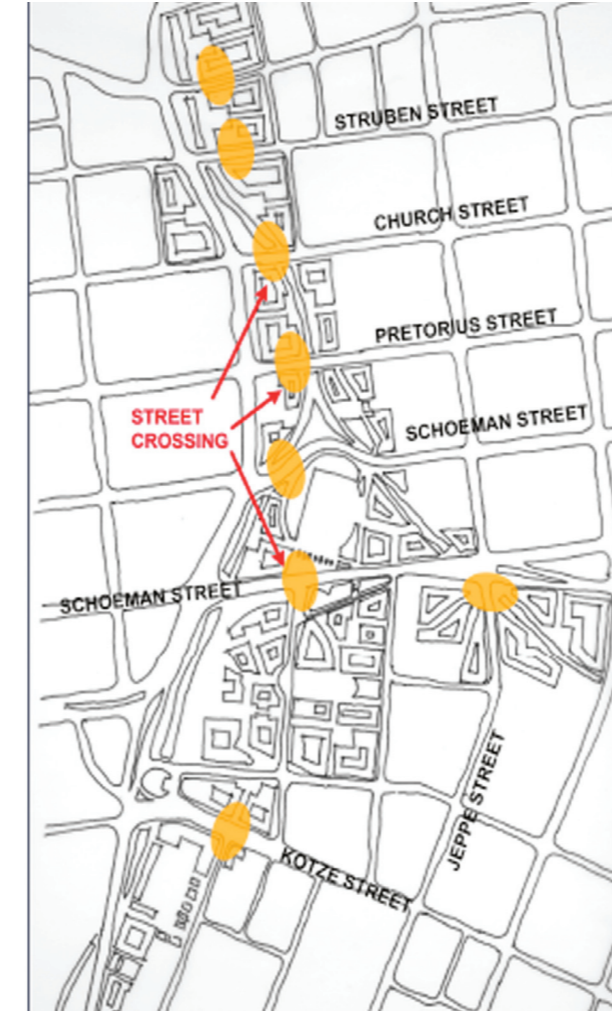 STRUBEN STREET
CHURCH STREET
PRETORIUS STREET
STREET
CROSSING
SCHOEMAN STREET
SCHOEMAN STREET
JEPPE STREET
KOTZE STREET